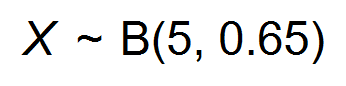 X ~ B(5, 0.65)